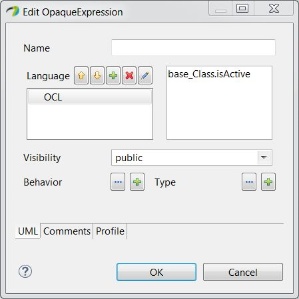 Edit OpaqueExpression
Name
Language
base_Class.isActive
OCL
Visibility
public
Behavior
Type
UML Comments Profile
OK Cancel